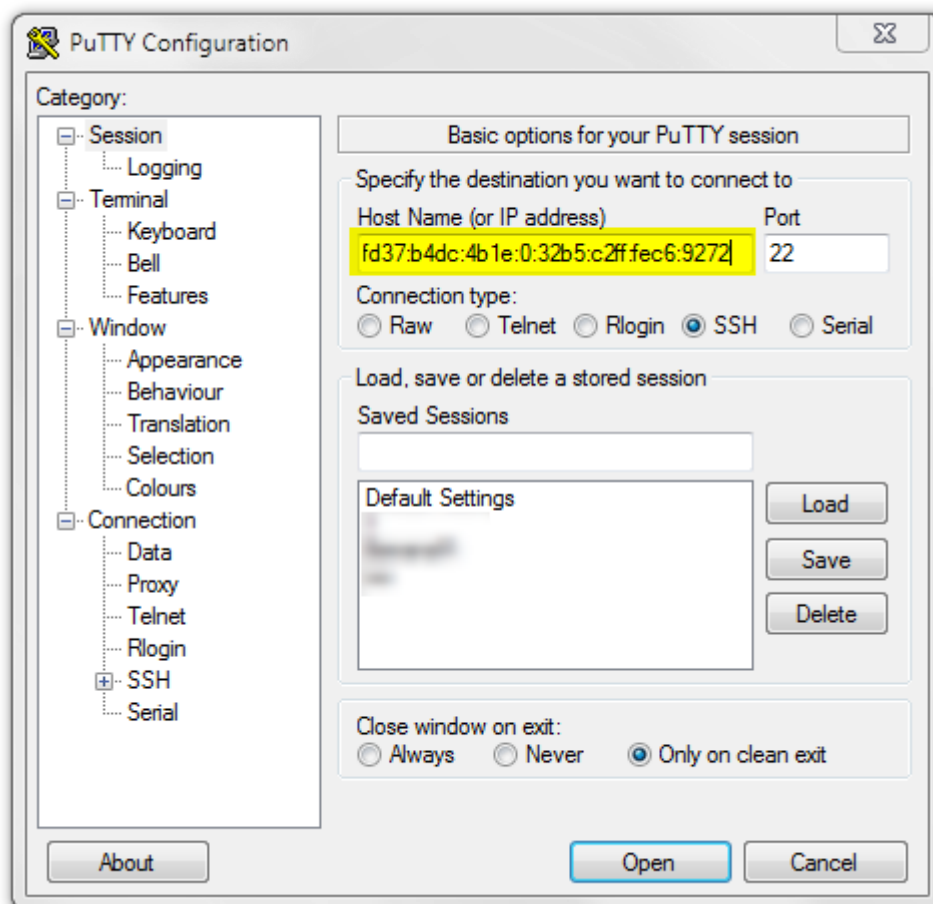 PuTTY Configuration
Category:
Session
Logging
Terminal
Keyboard
Bell
Features
Window
Appearance
Behaviour
Translation
Selection
Colours
Connection
Data
Proxy
Telnet
Rlogin
SSH
Serial
Basic options for your PuTTY session
Specify the destination you want to connect to
Host Name (or IP address) Port
fd37:b4dc:4b1e:0:32b5:c2ff:fec6:9272 22
Connection type:
Raw Telnet Rlogin SSH Serial
Load, save or delete a stored session
Saved Sessions
Default Settings
Load
Save
Delete
Close window on exit:
Always Never Only on clean exit
About Open Cancel